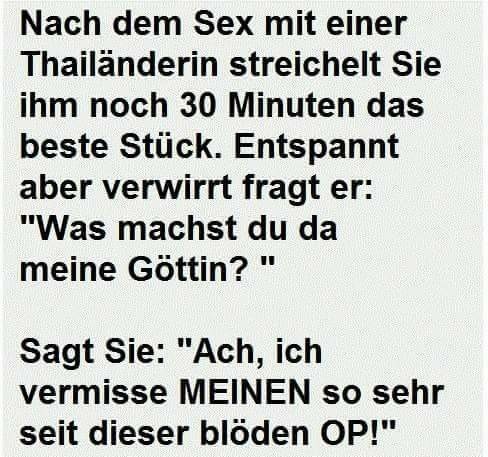 Nach dem Sex mit einer
Thailänderin streichelt Sie
ihm noch 30 Minuten das
beste Stück. Entspannt
aber verwirrt fragt er:
"Was machst du da
meine Göttin? "
Sagt Sie: "Ach, ich
vermisse MEINEN so sehr
seit dieser blöden OP!"